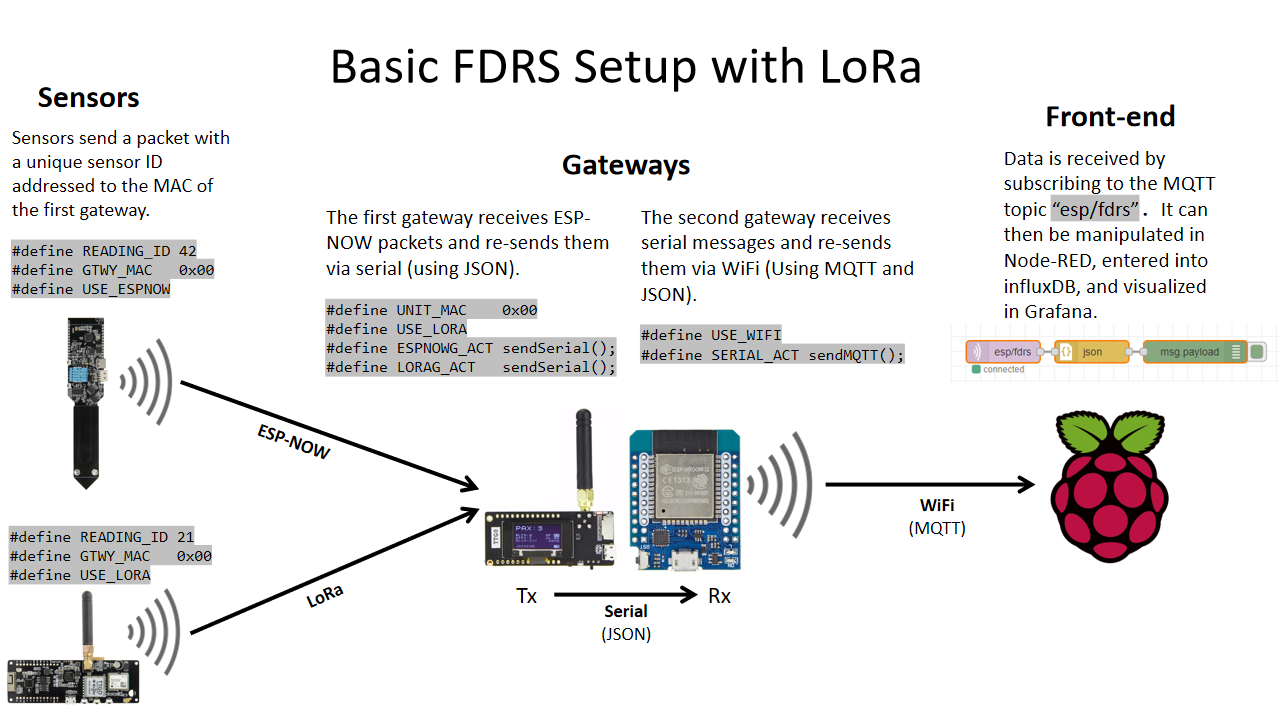 Basic FDRS Setup with LoRa
Sensors
Sensors send a packet with
a unique sensor ID
addressed to the MAC of
the first gateway.
#define READING_ID 42
#define GTWY_MAC   0x00
#define USE_ESPNOW
#define READING_ID 21
#define GTWY_MAC   0x00
#define USE_LORA
ESP-NOW
LoRa
Gateways
The first gateway receives ESP-
NOW packets and re-sends them
via serial (using JSON).
#define UNIT_MAC    0x00
#define USE_LORA
#define ESPNOWG_ACT sendSerial();
#define LORAG_ACT   sendSerial();
The second gateway receives
serial messages and re-sends
them via WiFi (Using MQTT and
JSON).
#define USE_WIFI
#define SERIAL_ACT sendMQTT();
TTGO
PAX: 3
ESP-WROOM-32
Tx
Rx
Serial
(JSON)
WiFi
(MQTT)
Front-end
Data is received by
subscribing to the MQTT
topic “esp/fdrs”. It can
then be manipulated in
Node-RED, entered into
influxDB, and visualized
in Grafana.
esp/fdrs
json
msg.payload
connected